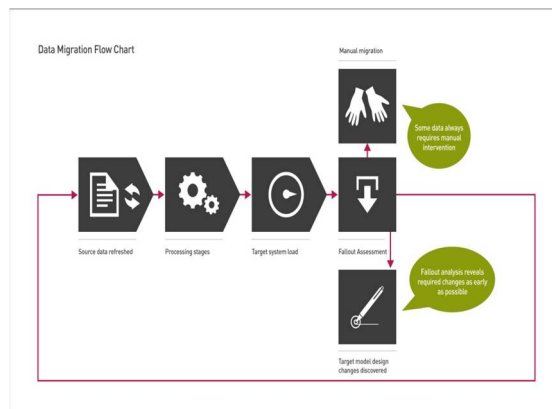 Data Migration Flow Chart
Manual migration
Some data always
requires manual
intervention
Source data refreshed
Processing stages
Target system load
Fallout Assessment
Fallout analysis reveals
required changes as early
as possible
Target model design
changes discovered